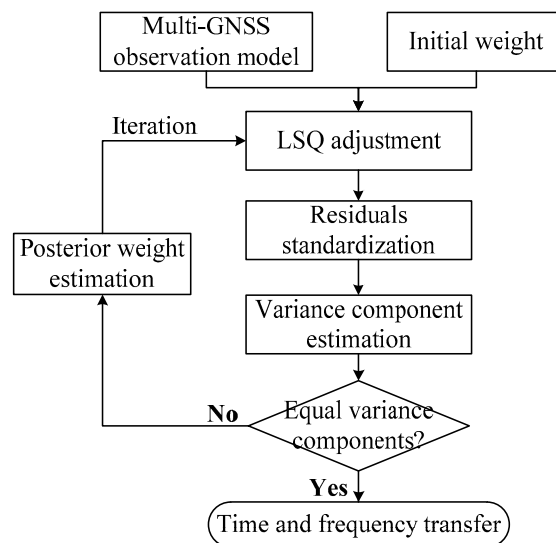 Multi-GNSS
observation model
Initial weight
Iteration
LSQ adjustment
Residuals
standardization
Posterior weight
estimation
Variance component
estimation
No
Equal variance
components?
Yes
Time and frequency transfer